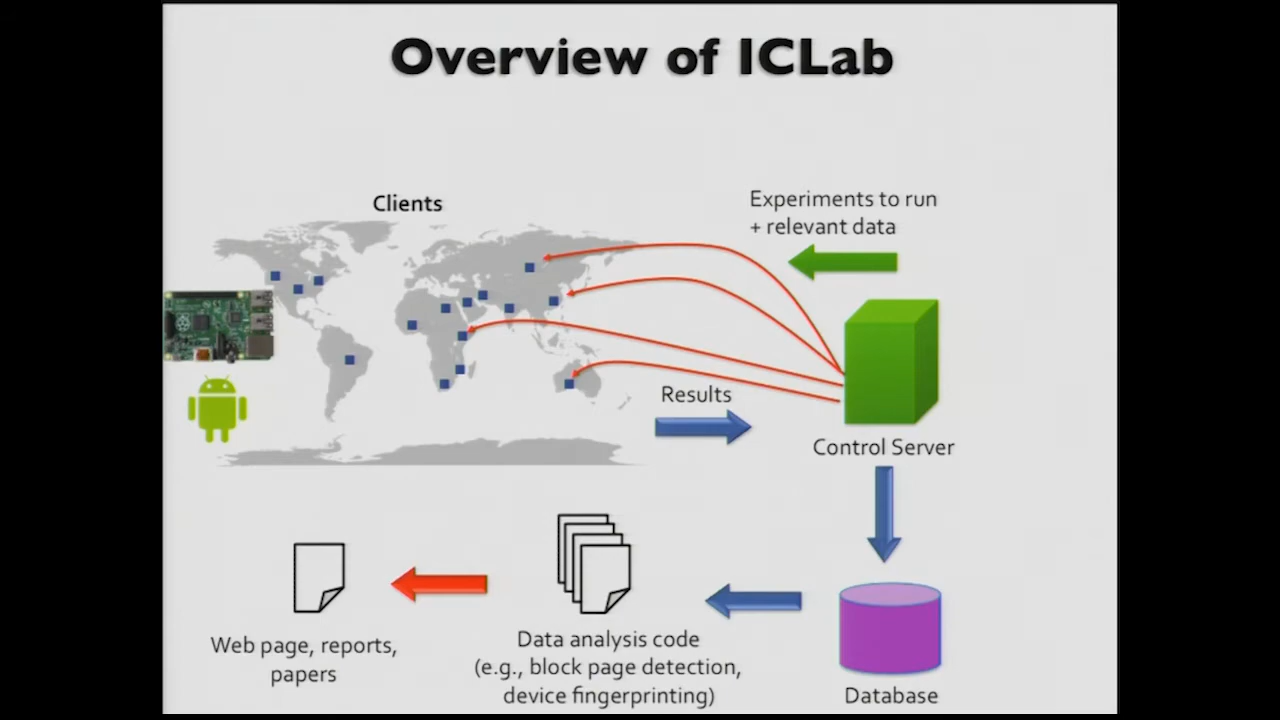 Overview of ICLab
Clients
Experiments to run
+ relevant data
Results
Control Server
Web page, reports,
papers
Data analysis code
(e.g., block page detection,
device fingerprinting)
Database